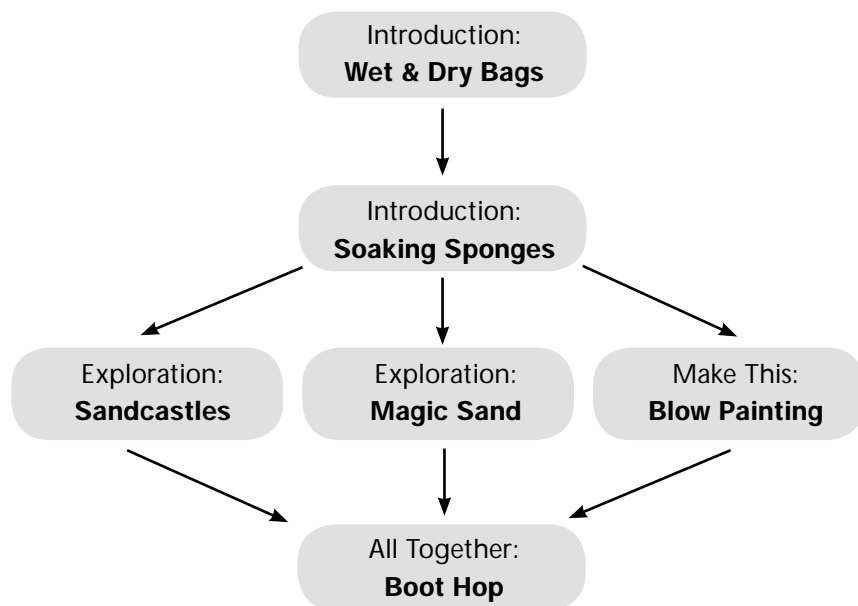 Introduction:
Wet & Dry Bags
Introduction:
Soaking Sponges
Exploration:
Sandcastles
Exploration:
Magic Sand
Make This:
Blow Painting
All Together:
Boot Hop